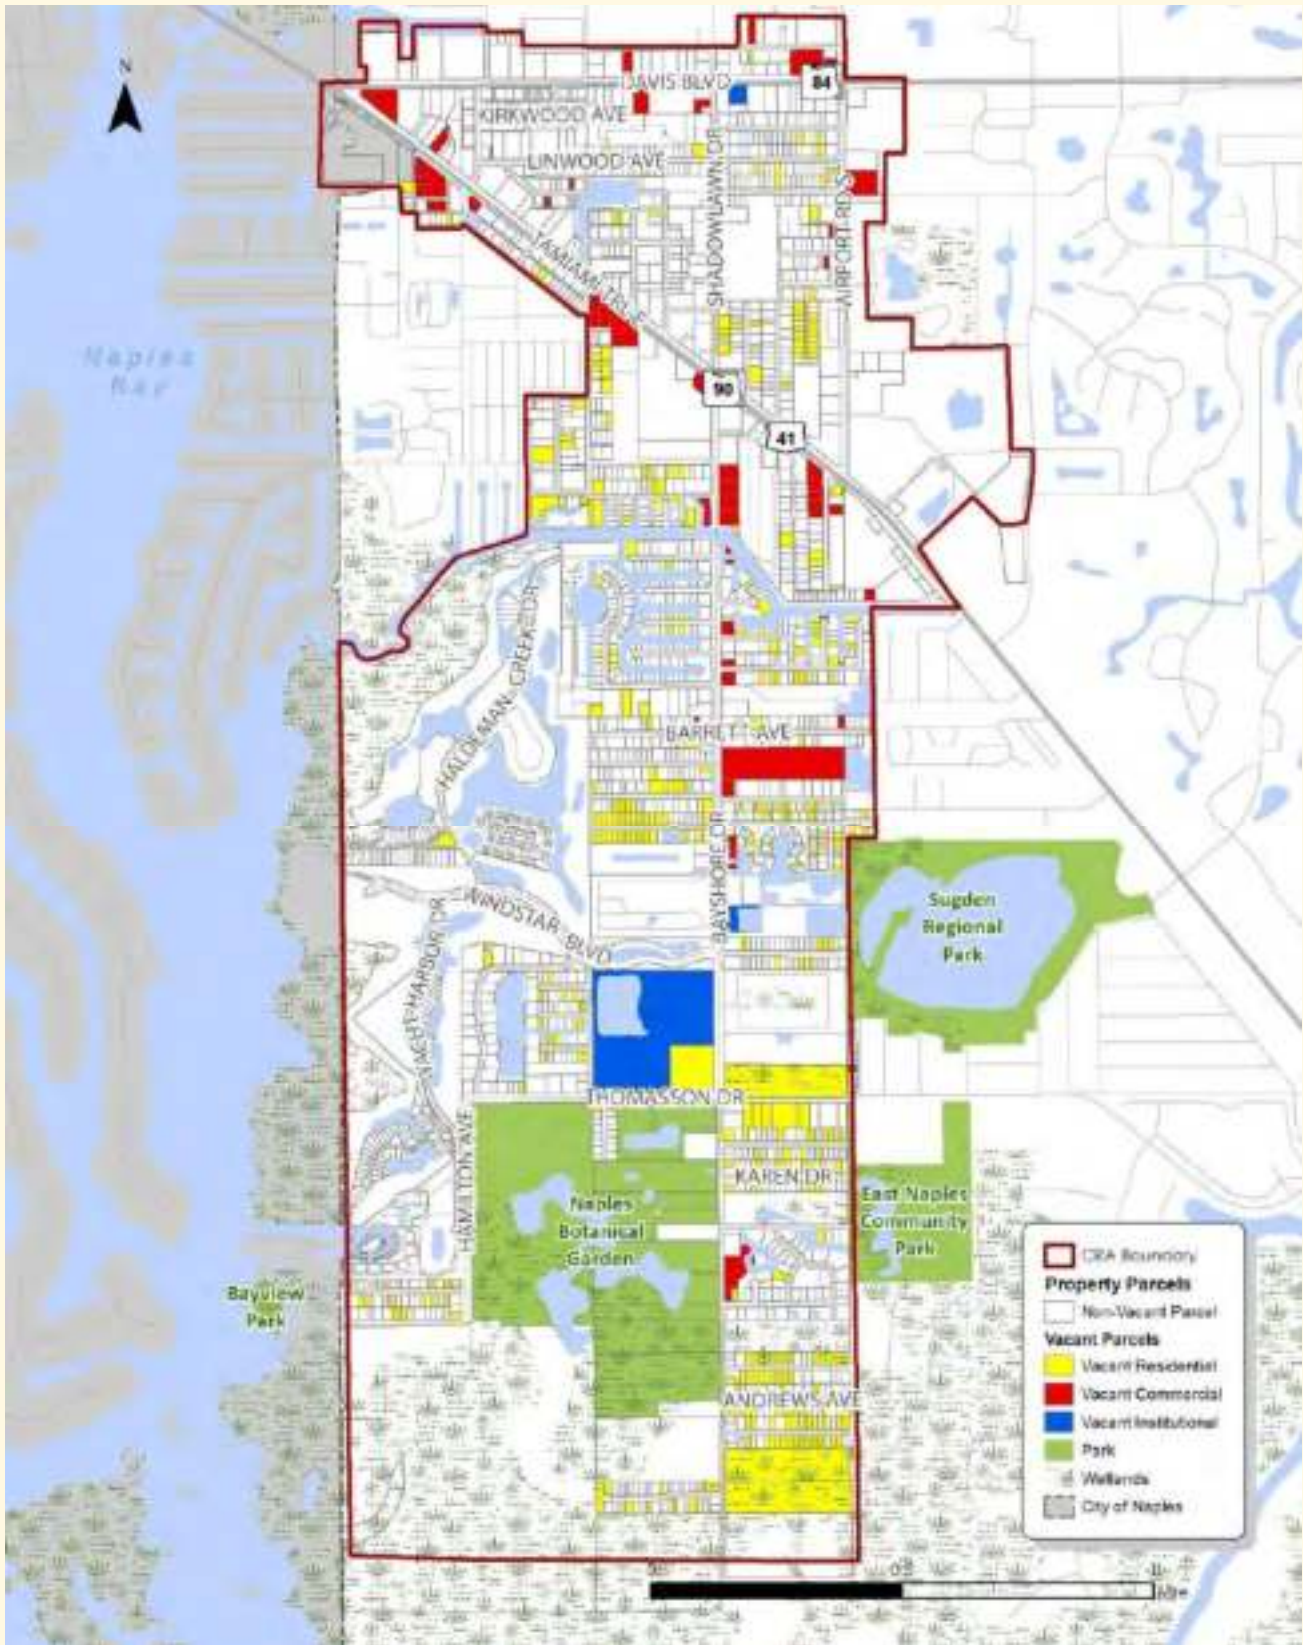 N
DAVIS BLVD
84
KIRKWOOD AVE
LINWOOD AVE
SHADOWLAWN DR
AIRPORT RD S
TAMIAMI TRL E
Naples
Bay
90
41
HALDEMAN CREEK DR
BARRETT AVE
BAYSHORE DR
WINDSTAR BLVD
YACHT HARBOR DR
Sugden
Regional
Park
THOMASSON DR
HAMILTON AVE
KAREN DR
East Naples
Community
Park
Naples
Botanical
Garden
Bayview
Park
ANDREWS AVE
CRA Boundary
Property Parcels
Non-Vacant Parcel
Vacant Parcels
Vacant Residential
Vacant Commercial
Vacant Institutional
Park
Wetlands
City of Naples